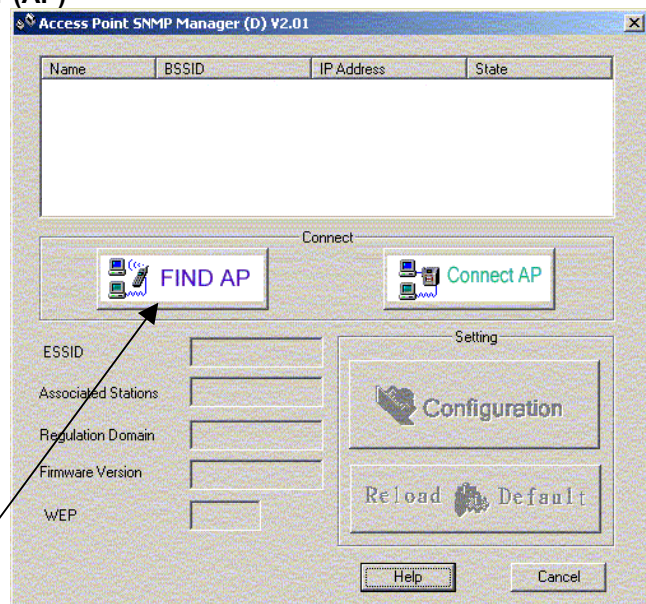 (AP)
Access Point SNMP Manager (D) V2.01
Name BSSID IP Address State
Connect
FIND AP Connect AP
Setting
ESSID
Associated Stations
Configuration
Regulation Domain
Firmware Version
Reload Default
WEP
Help Cancel